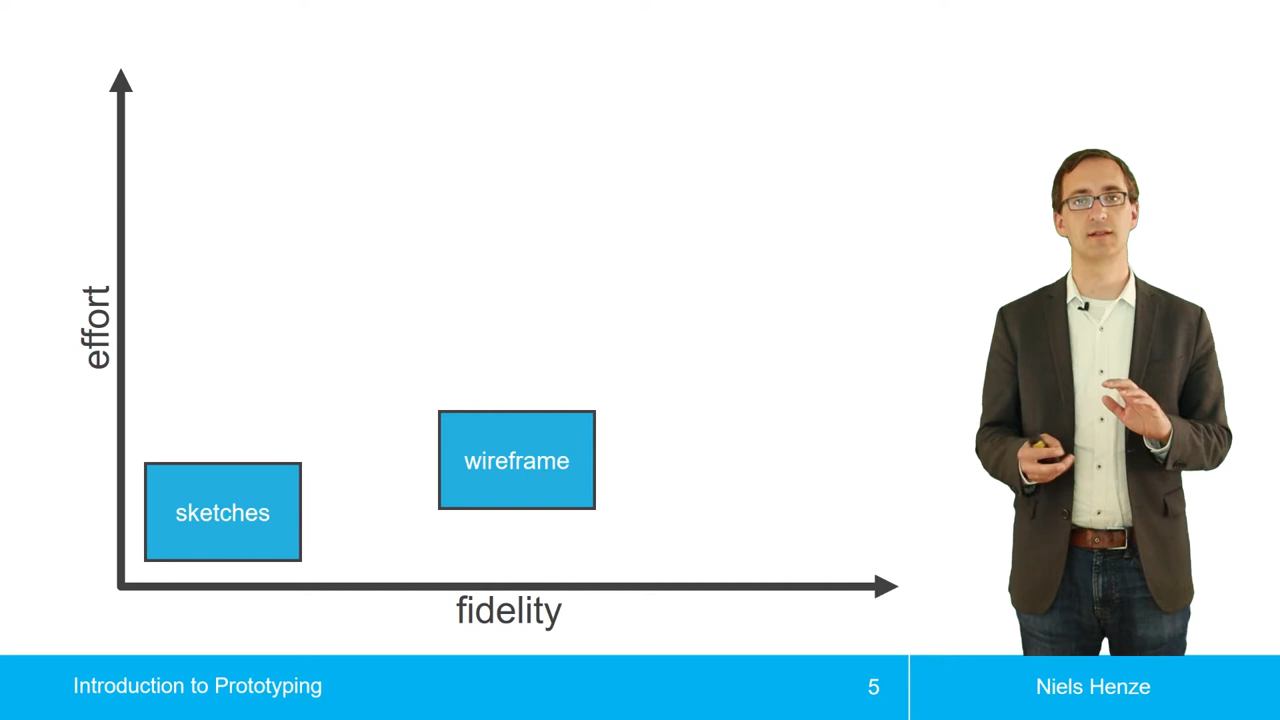 effort
wireframe
sketches
fidelity
Introduction to Prototyping
5
Niels Henze